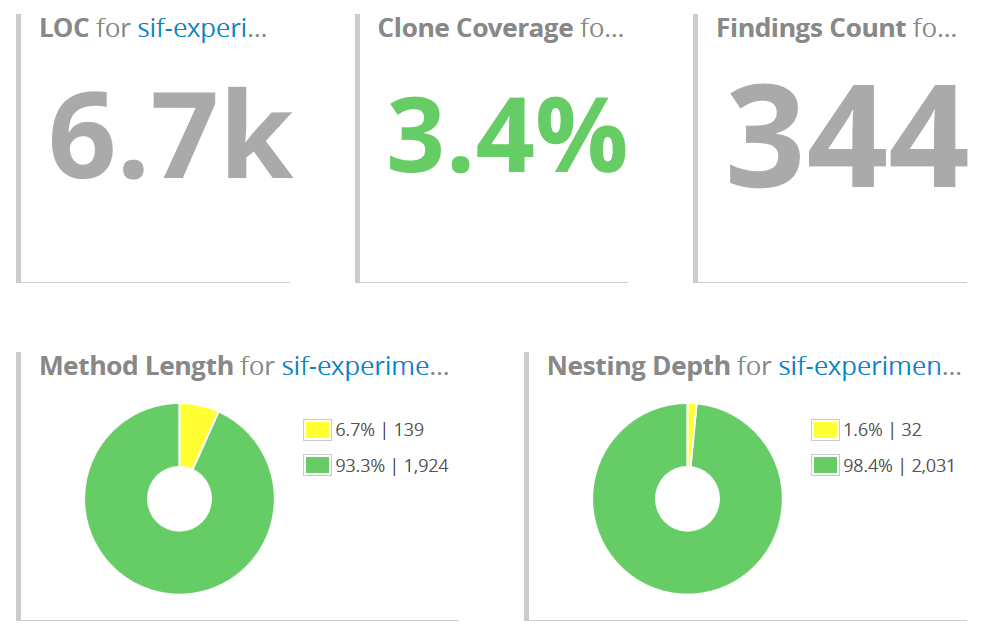 LOC for sif-experi...
Clone Coverage fo...
Findings Count fo...
6.7k
3.4%
344
Method Length for sif-experime...
Nesting Depth for sif-experimen...
6.7% | 139
93.3% | 1,924
1.6% | 32
98.4% | 2,031